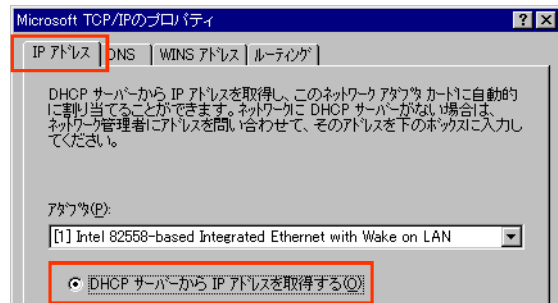 Microsoft TCP/IPのプロパティ
IP アドレス DNS WINS アドレス ルーティング
DHCP サーバーから IP アドレスを取得し、このネットワーク アダプタ カードに自動的
に割り当てることができます。ネットワークに DHCP サーバーがない場合は、
ネットワーク管理者にアドレスを問い合わせて、そのアドレスを下のボックスに入力し
てください。
アダプタ(P):
[1] Intel 82558-based Integrated Ethernet with Wake on LAN
DHCP サーバーから IP アドレスを取得する(O)